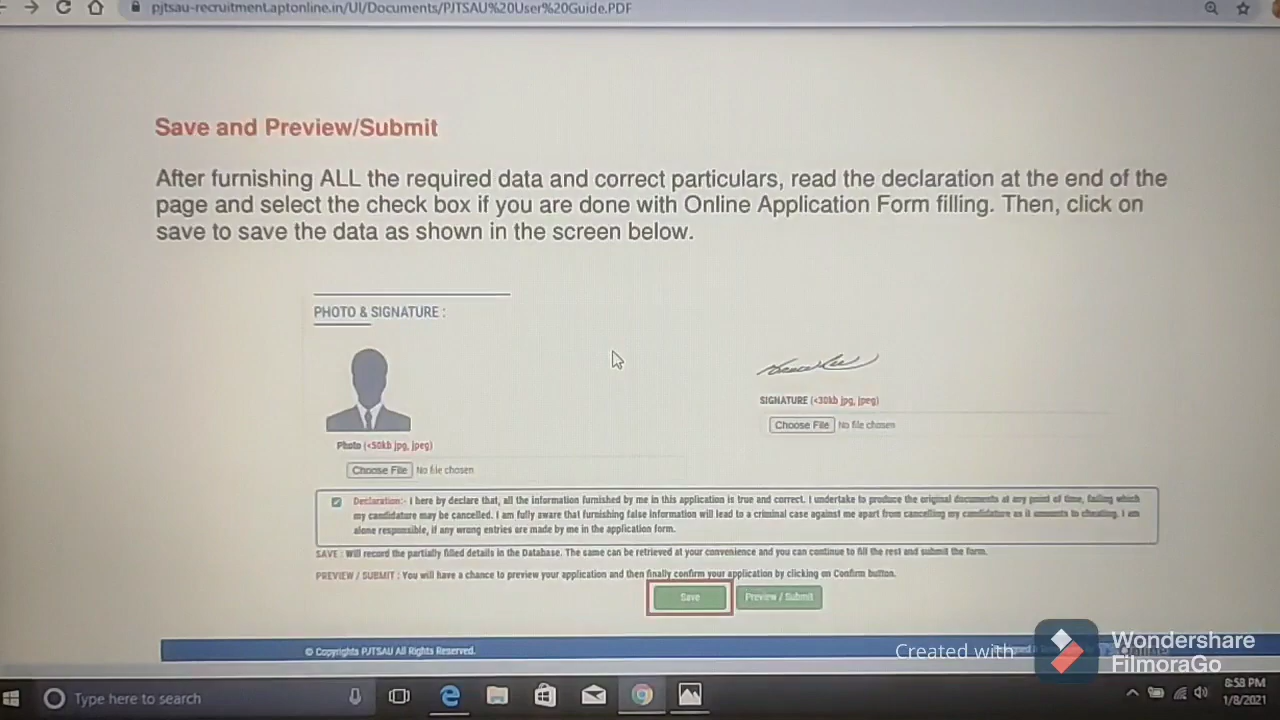 pjtsau-recruitment.aptonline.in/UI/Documents/PJTSAU%20User%20Guide.PDF
Save and Preview/Submit
After furnishing ALL the required data and correct particulars, read the declaration at the end of the
page and select the check box if you are done with Online Application Form filling. Then, click on
save to save the data as shown in the screen below.
PHOTO & SIGNATURE :
SIGNATURE (<30kb jpg, jpeg)
Choose File No file chosen
Photo (<50kb jpg, jpeg)
Choose File No file chosen
Declaration:- I here by declare that, all the information furnished by me in this application is true and correct. I undertake to produce the original documents at any point of time, failing which
my candidature may be cancelled. I am fully aware that furnishing false information will lead to a criminal case against me apart from cancelling my candidature as it amounts to cheating. I am
alone responsible, if any wrong entries are made by me in the application form.
SAVE : Will record the partially filled details in the Database. The same can be retrieved at your convenience and you can continue to fill the rest and submit the form.
PREVIEW / SUBMIT : You will have a chance to preview your application and then finally confirm your application by clicking on Confirm button.
Save Preview / Submit
© Copyrights PJTSAU All Rights Reserved.
Created with Wondershare
FilmoraGo
Type here to search
8:58 PM
1/8/2021